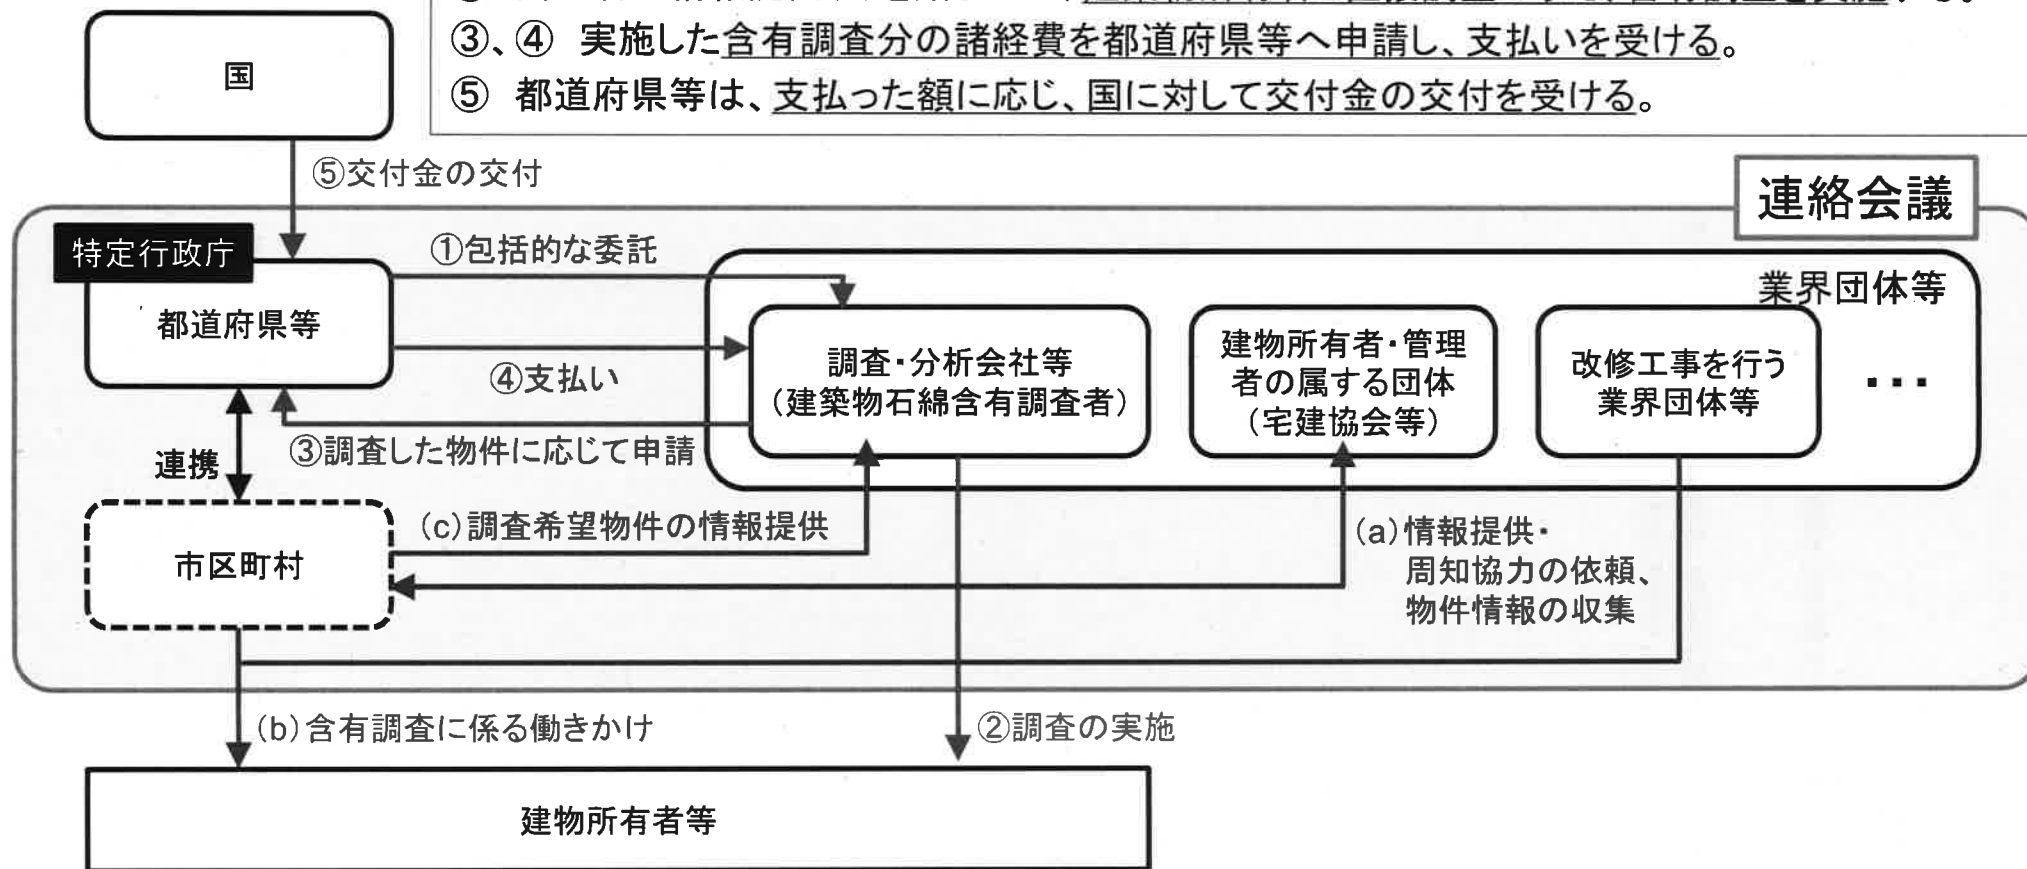 ③、④ 実施した含有調査分の諸経費を都道府県等へ申請し、支払いを受ける。
⑤ 都道府県等は、支払った額に応じ、国に対して交付金の交付を受ける。
国
⑤交付金の交付
連絡会議
特定行政庁
都道府県等
①包括的な委託
④支払い
③調査した物件に応じて申請
業界団体等
調査・分析会社等
(建築物石綿含有調査者)
建物所有者・管理
者の属する団体
(宅建協会等)
改修工事を行う
業界団体等
・・・
連携
市区町村
(c)調査希望物件の情報提供
(a)情報提供・
周知協力の依頼、
物件情報の収集
(b)含有調査に係る働きかけ
②調査の実施
建物所有者等